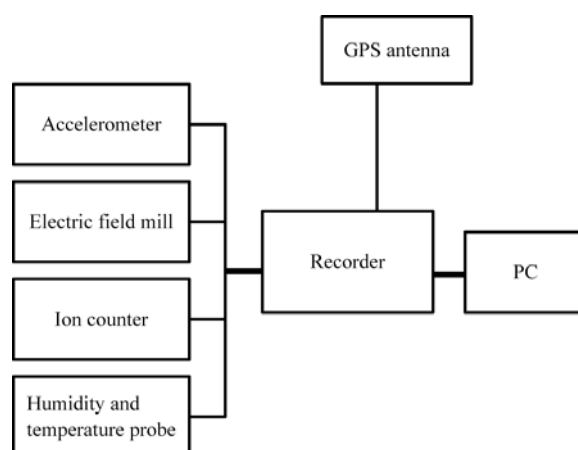 GPS antenna
Accelerometer
Electric field mill
Recorder
PC
Ion counter
Humidity and
temperature probe